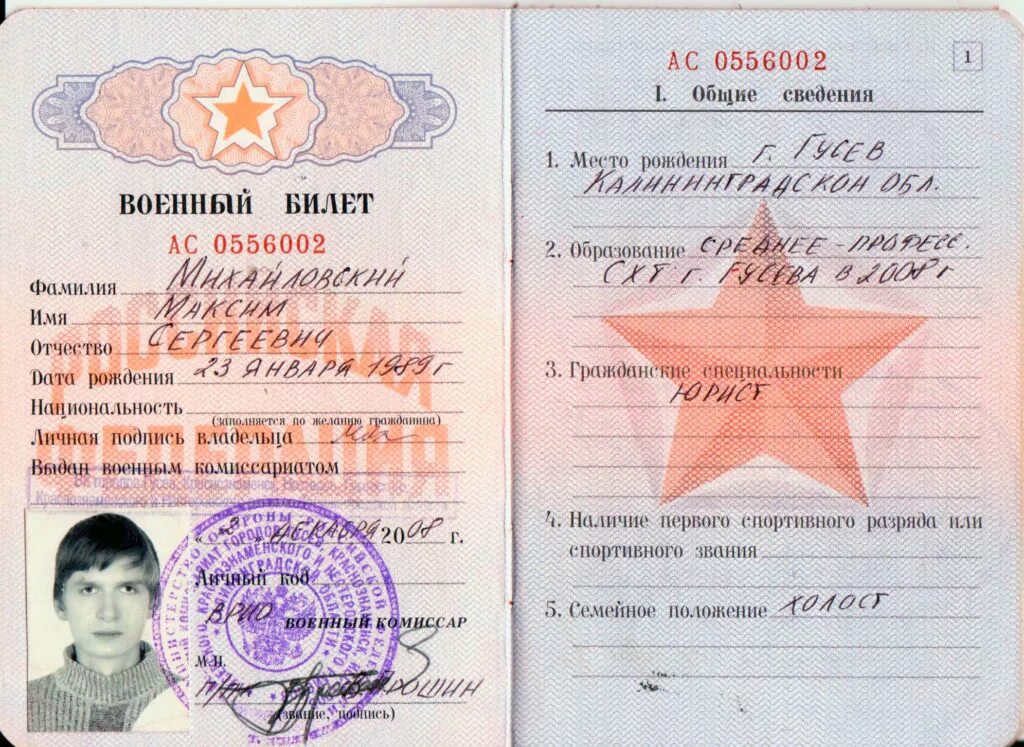 ВОЕННЫЙ БИЛЕТ
АС 0556002
Фамилия Михайловский
Имя Максим
Отчество Сергеевич
Дата рождения 23 января 1989 г
Национальность
(заполняется по желанию гражданина)
Личная подпись владельца
Выдан военным комиссариатом
РОССИЙСКАЯ
ФЕДЕРАЦИЯ
декабря 2008 г.
Личный код
ВРИО ВОЕННЫЙ КОМИССАР
М.П.
(звание, подпись)
АС 0556002
1
I. Общие сведения
1. Место рождения г. Гусев
Калининградской обл.
2. Образование среднее-професс.
СХТ г. Гусева в 2008 г
3. Гражданские специальности
юрист
4. Наличие первого спортивного разряда или
спортивного звания
5. Семейное положение холост